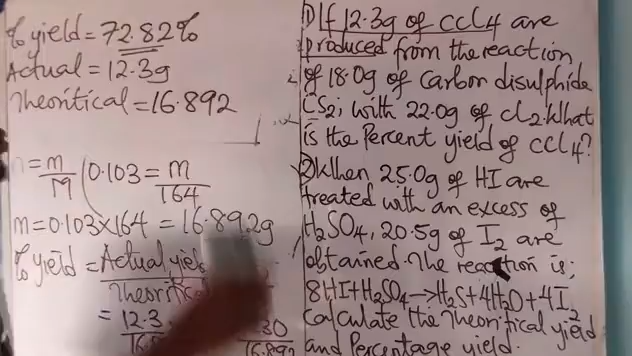 % yield = 72.82%
Actual = 12.3g
Theoritical = 16.892
= m/M 0.103 = m/164
m = 0.103 x 164 = 16.892g
% yield = Actual
Theoritical
= 12.3
.30
16.892
1) If 12.3g of CCl4 are
produced from the reaction
of 18.0g of Carbon disulphide
CS2; with 22.0g of Cl2. What
is the Percent yield of CCl4?
2) When 25.0g of HI are
treated with an excess of
H2SO4, 20.5g of I2 are
obtained. The reaction is;
8HI + H2SO4 → H2S + 4H2O + 4I2
calculate the Theoritical yield
and Percentage yield.